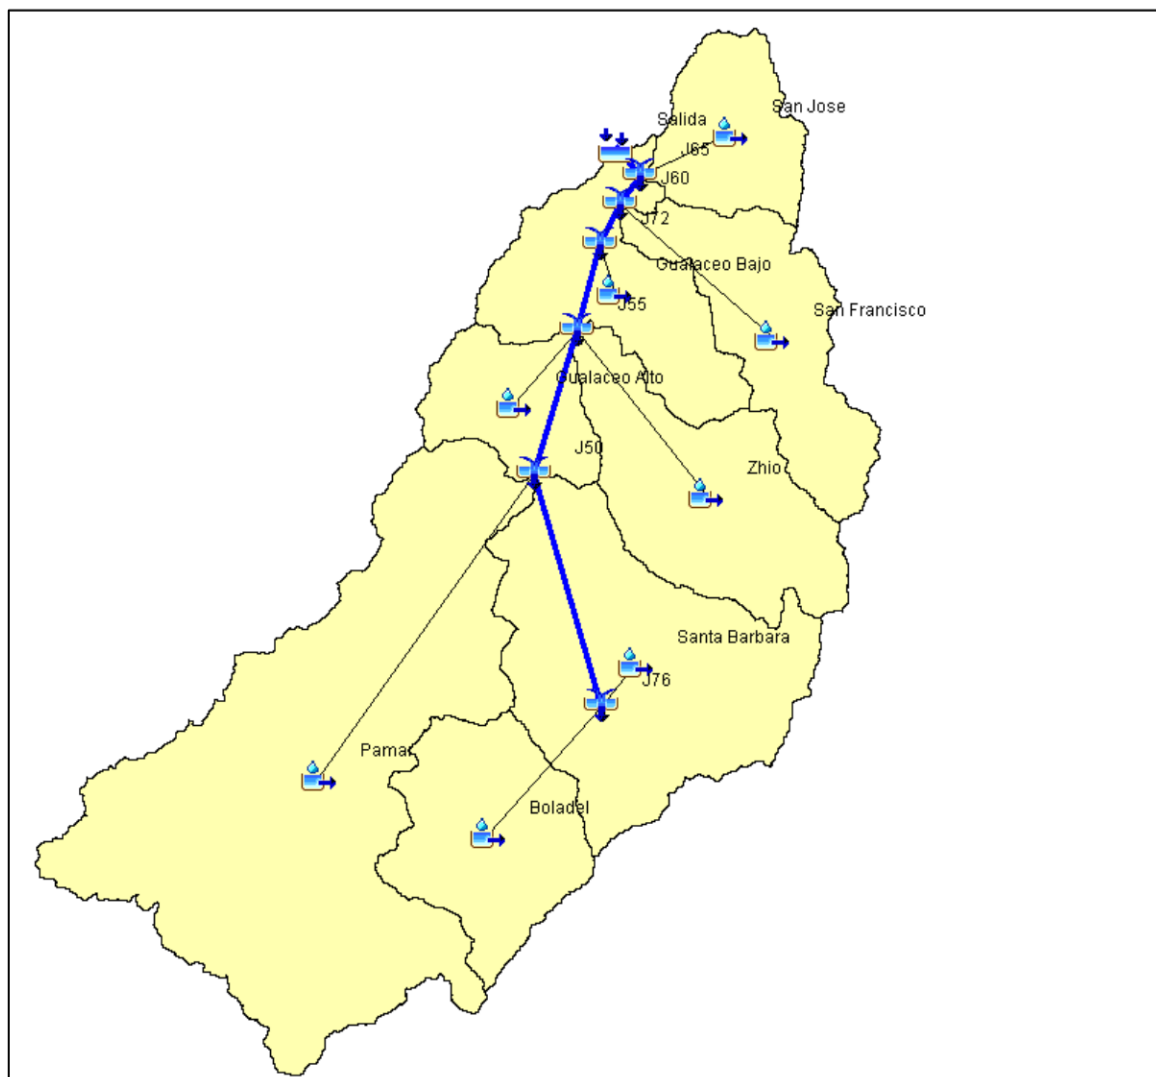 San Jose
Salida
J65
J60
J72
Gualaceo Bajo
J55
San Francisco
Gualaceo Alto
J50
Zhio
Santa Barbara
J76
Pamar
Boladel